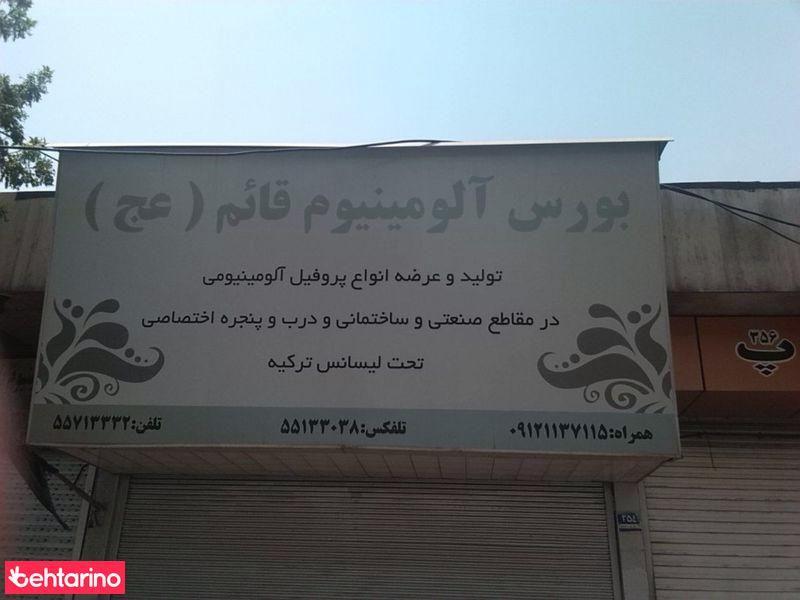 بورس آلومینیوم قائم (عج)
تولید و عرضه انواع پروفیل آلومینیومی
در مقاطع صنعتی و ساختمانی و درب و پنجره اختصاصی
تحت لیسانس ترکیه
همراه:۰۹۱۲۱۱۳۷۱۱۵ تلفکس:۵۵۱۳۳۰۳۸ تلفن:۵۵۷۱۳۳۳۲
پ ۳۵۶
۳۵۴
behtarino